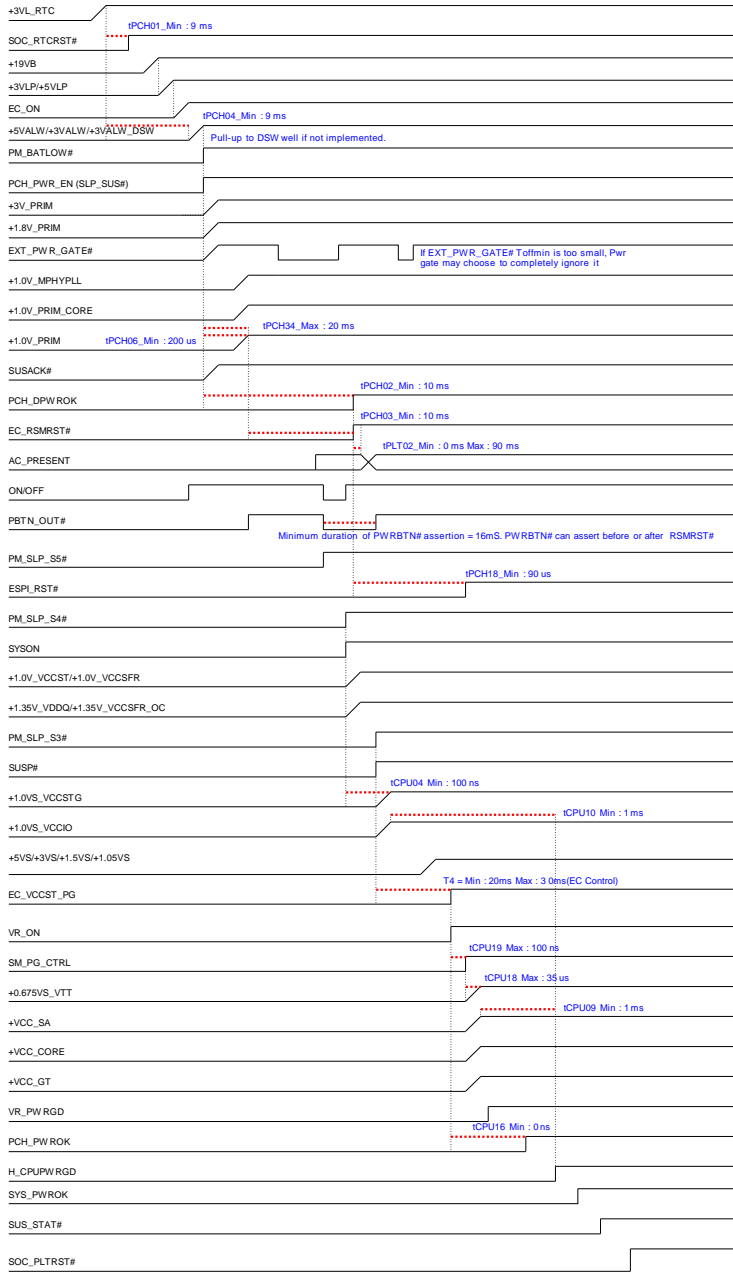 +3VL_RTC
tPCH01_Min : 9 ms
SOC_RTCRST#
+19VB
+3VLP/+5VLP
EC_ON
tPCH04_Min : 9 ms
+5VALW/+3VALW/+3VALW_DSW
Pull-up to DSW well if not implemented.
PM_BATLOW#
PCH_PWR_EN (SLP_SUS#)
+3V_PRIM
+1.8V_PRIM
EXT_PWR_GATE#
If EXT_PWR_GATE# Toffmin is too small, Pwr
gate may choose to completely ignore it
+1.0V_MPHYPLL
+1.0V_PRIM_CORE
tPCH34_Max : 20 ms
+1.0V_PRIM
tPCH06_Min : 200 us
SUSACK#
tPCH02_Min : 10 ms
PCH_DPWROK
tPCH03_Min : 10 ms
EC_RSMRST#
tPLT02_Min : 0 ms Max : 90 ms
AC_PRESENT
ON/OFF
PBTN_OUT#
Minimum duration of PWRBTN# assertion = 16mS. PWRBTN# can assert before or after RSMRST#
PM_SLP_S5#
tPCH18_Min : 90 us
ESPI_RST#
PM_SLP_S4#
SYSON
+1.0V_VCCST/+1.0V_VCCSFR
+1.35V_VDDQ/+1.35V_VCCSFR_OC
PM_SLP_S3#
SUSP#
tCPU04 Min : 100 ns
+1.0VS_VCCSTG
tCPU10 Min : 1 ms
+1.0VS_VCCIO
+5VS/+3VS/+1.5VS/+1.05VS
T4 = Min : 20ms Max : 30ms(EC Control)
EC_VCCST_PG
VR_ON
tCPU19 Max : 100 ns
SM_PG_CTRL
tCPU18 Max : 35 us
+0.675VS_VTT
tCPU09 Min : 1 ms
+VCC_SA
+VCC_CORE
+VCC_GT
VR_PWRGD
tCPU16 Min : 0 ns
PCH_PWROK
H_CPUPWRGD
SYS_PWROK
SUS_STAT#
SOC_PLTRST#